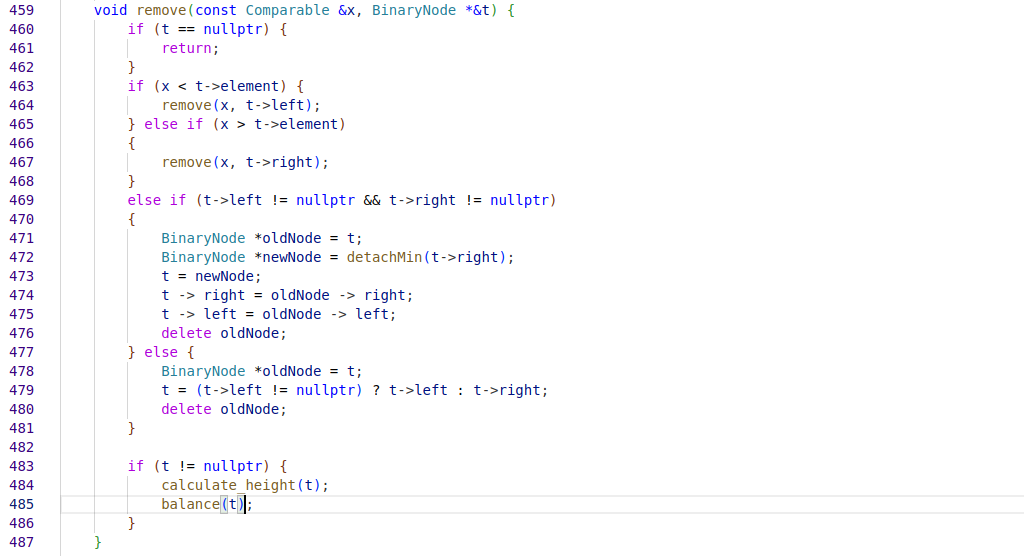 459 void remove(const Comparable &x, BinaryNode *&t) {
460 if (t == nullptr) {
461 return;
462 }
463 if (x < t->element) {
464 remove(x, t->left);
465 } else if (x > t->element)
466 {
467 remove(x, t->right);
468 }
469 else if (t->left != nullptr && t->right != nullptr)
470 {
471 BinaryNode *oldNode = t;
472 BinaryNode *newNode = detachMin(t->right);
473 t = newNode;
474 t -> right = oldNode -> right;
475 t -> left = oldNode -> left;
476 delete oldNode;
477 } else {
478 BinaryNode *oldNode = t;
479 t = (t->left != nullptr) ? t->left : t->right;
480 delete oldNode;
481 }
482
483 if (t != nullptr) {
484 calculate_height(t);
485 balance(t);
486 }
487 }